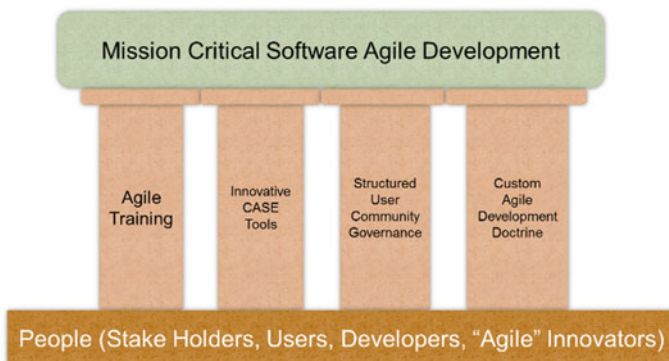 Mission Critical Software Agile Development
Agile
Training
Innovative
CASE
Tools
Structured
User
Community
Governance
Custom
Agile
Development
Doctrine
People (Stake Holders, Users, Developers, “Agile” Innovators)